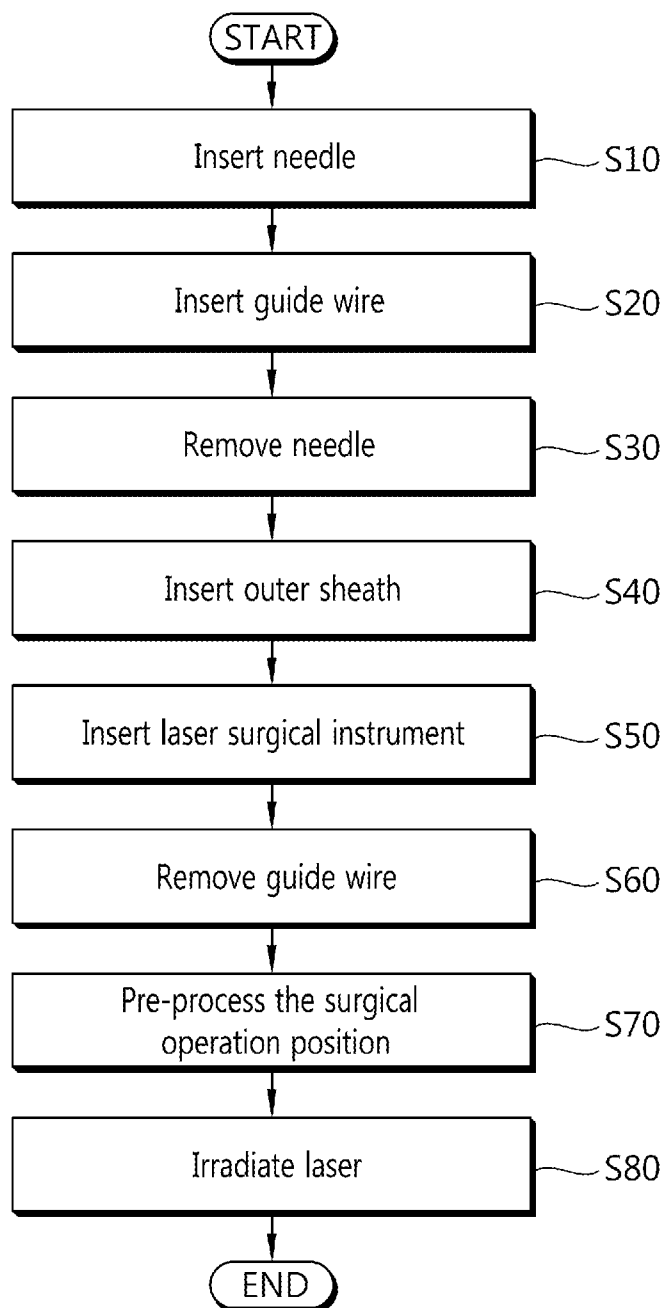 START
Insert needle
S10
Insert guide wire
S20
Remove needle
S30
Insert outer sheath
S40
Insert laser surgical instrument
S50
Remove guide wire
S60
Pre-process the surgical
operation position
S70
Irradiate laser
S80
END